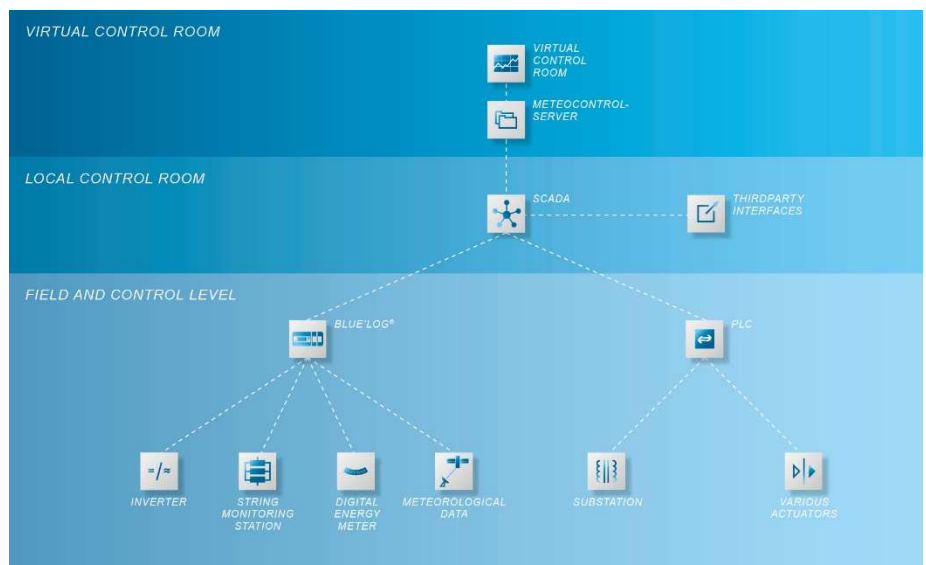 VIRTUAL CONTROL ROOM
VIRTUAL
CONTROL
ROOM
METEOCONTROL-
SERVER
LOCAL CONTROL ROOM
SCADA
THIRDPARTY
INTERFACES
FIELD AND CONTROL LEVEL
BLUE'LOG®
PLC
INVERTER
STRING
MONITORING
STATION
DIGITAL
ENERGY
METER
METEOROLOGICAL
DATA
SUBSTATION
VARIOUS
ACTUATORS